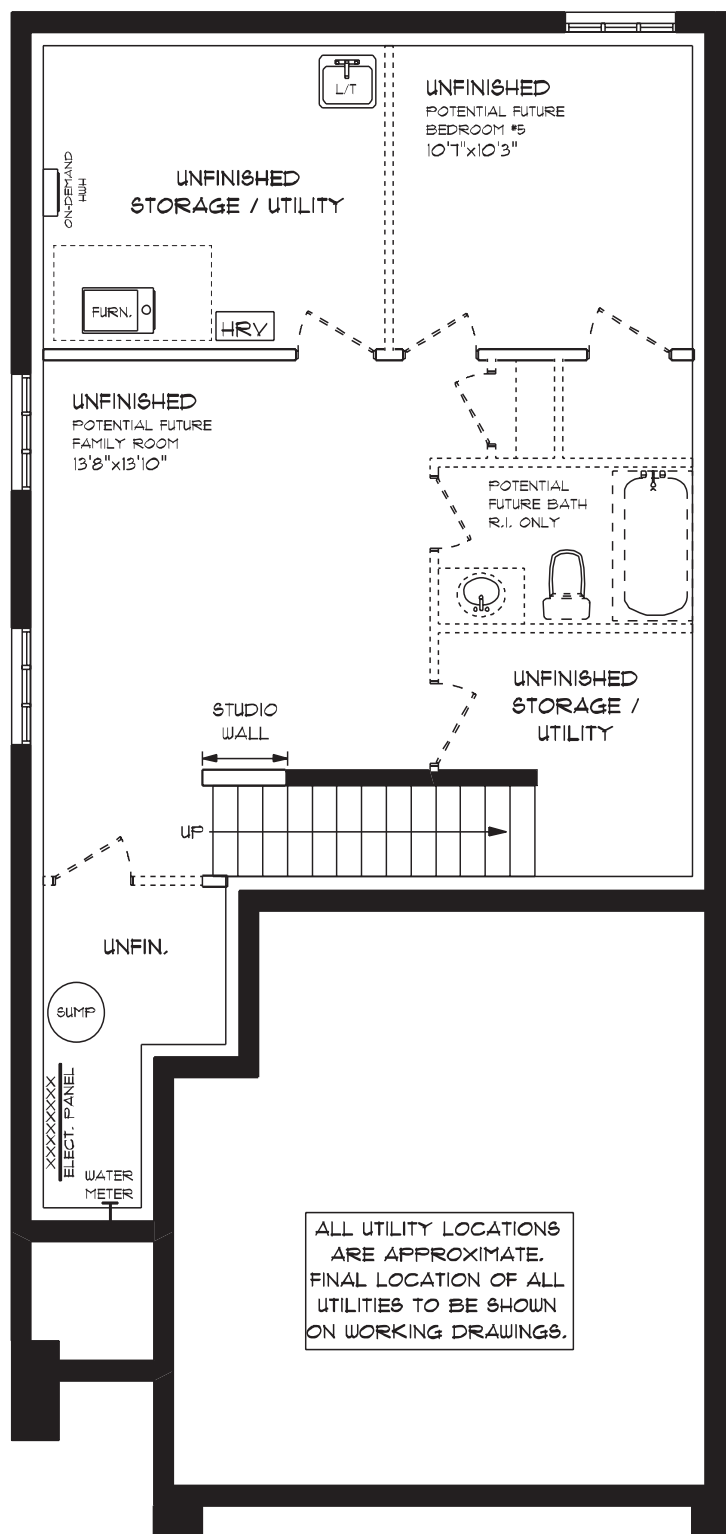 L/T
UNFINISHED
POTENTIAL FUTURE
BEDROOM #5
10'7"x10'3"
ON-DEMAND
HWH
UNFINISHED
STORAGE / UTILITY
FURN.
HRV
UNFINISHED
POTENTIAL FUTURE
FAMILY ROOM
13'8"x13'10"
POTENTIAL
FUTURE BATH
R.I. ONLY
UNFINISHED
STORAGE /
UTILITY
STUDIO
WALL
UP
UNFIN.
SUMP
XXXXXXXXX
ELECT. PANEL
WATER
METER
ALL UTILITY LOCATIONS
ARE APPROXIMATE.
FINAL LOCATION OF ALL
UTILITIES TO BE SHOWN
ON WORKING DRAWINGS.